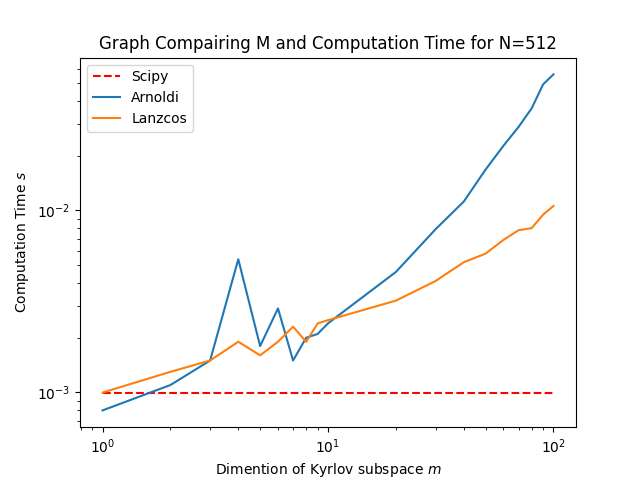 Graph Compairing M and Computation Time for N=512
Scipy
Arnoldi
Lanzcos
Computation Time s
10⁻²
10⁻³
10⁰
10¹
10²
Dimention of Kyrlov subspace m